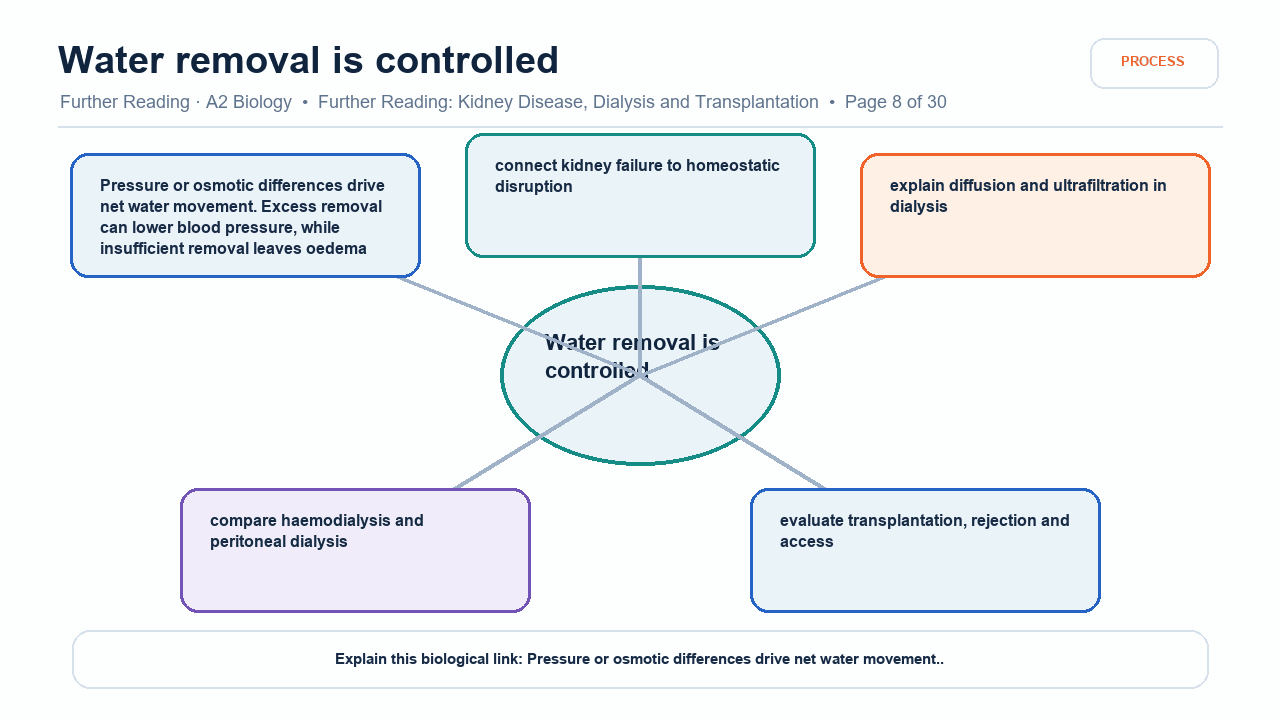 Water removal is controlled
PROCESS
Further Reading · A2 Biology • Further Reading: Kidney Disease, Dialysis and Transplantation • Page 8 of 30
Pressure or osmotic differences drive
net water movement. Excess removal
can lower blood pressure, while
insufficient removal leaves oedema
connect kidney failure to homeostatic
disruption
explain diffusion and ultrafiltration in
dialysis
Water removal is
controlled
compare haemodialysis and
peritoneal dialysis
evaluate transplantation, rejection and
access
Explain this biological link: Pressure or osmotic differences drive net water movement..